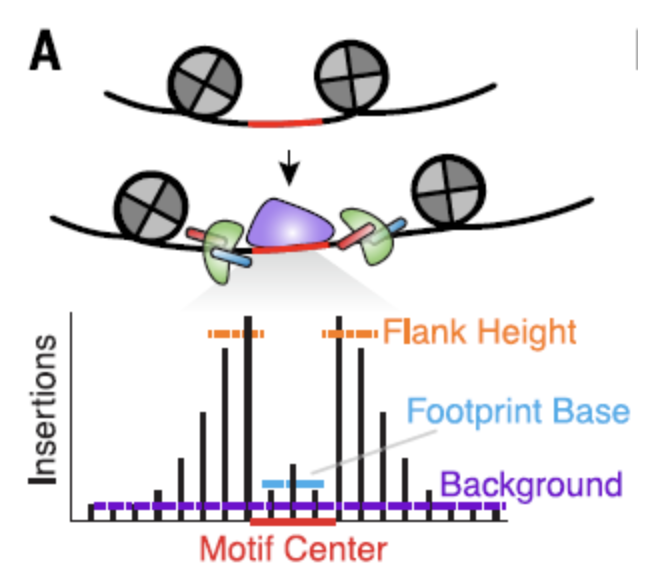 A
Insertions
Flank Height
Footprint Base
Background
Motif Center